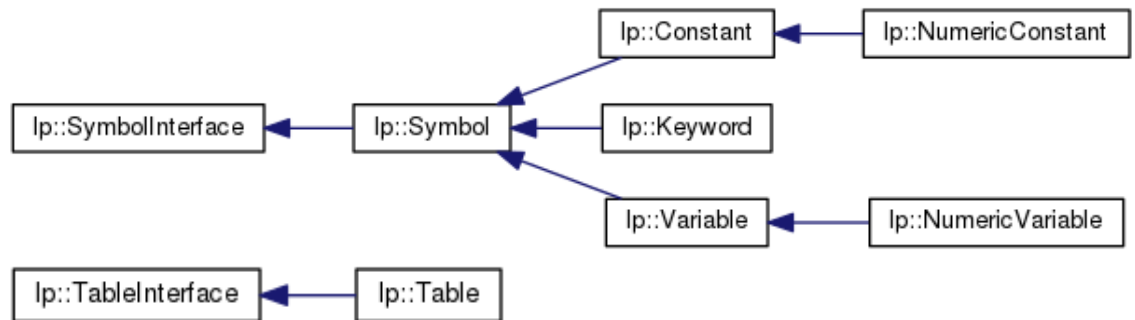 lp::Constant
lp::NumericConstant
lp::SymbolInterface
lp::Symbol
lp::Keyword
lp::Variable
lp::NumericVariable
lp::TableInterface
lp::Table